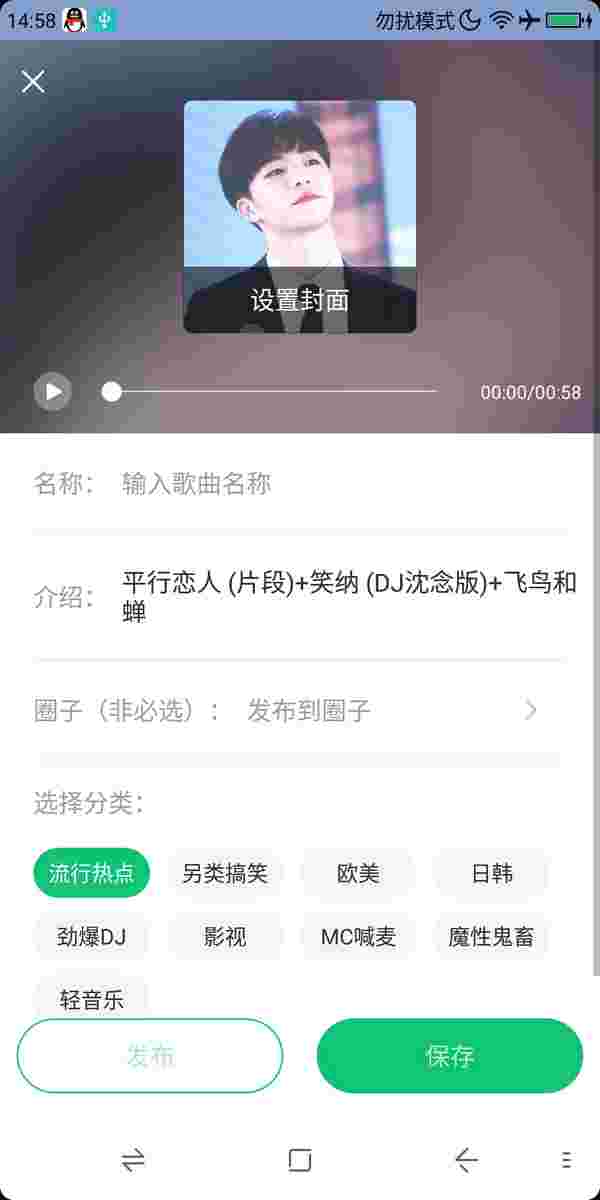 14:58
勿扰模式
设置封面
00:00/00:58
名称： 输入歌曲名称
介绍： 平行恋人 (片段)+笑纳 (DJ沈念版)+飞鸟和
蝉
圈子（非必选）： 发布到圈子
选择分类：
流行热点 另类搞笑 欧美 日韩
劲爆DJ 影视 MC喊麦 魔性鬼畜
轻音乐
发布 保存